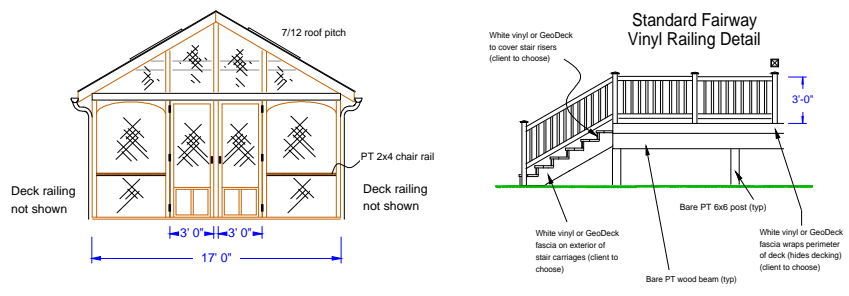 7/12 roof pitch
PT 2x4 chair rail
Deck railing
not shown
Deck railing
not shown
3' 0"
3' 0"
17' 0"
Standard Fairway
Vinyl Railing Detail
White vinyl or GeoDeck
to cover stair risers
(client to choose)
3'-0"
Bare PT 6x6 post (typ)
White vinyl or GeoDeck
fascia on exterior of
stair carriages (client to
choose)
White vinyl or GeoDeck
fascia wraps perimeter
of deck (hides decking)
(client to choose)
Bare PT wood beam (typ)